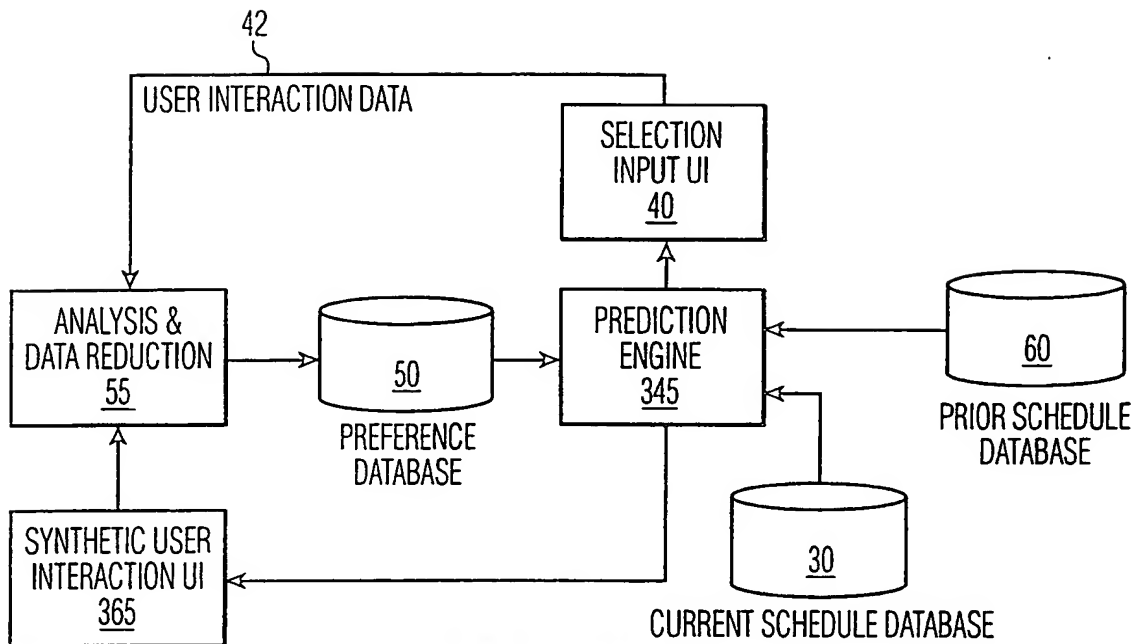 42
USER INTERACTION DATA
SELECTION
INPUT UI
40
ANALYSIS &
DATA REDUCTION
55
50
PREFERENCE
DATABASE
PREDICTION
ENGINE
345
60
PRIOR SCHEDULE
DATABASE
SYNTHETIC USER
INTERACTION UI
365
30
CURRENT SCHEDULE DATABASE